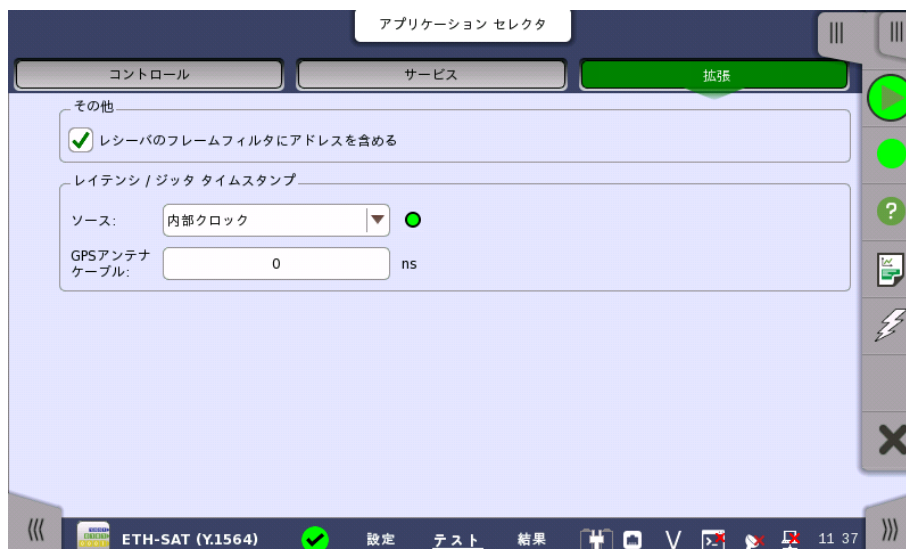 アプリケーション セレクタ
コントロール
サービス
拡張
その他
レシーバのフレームフィルタにアドレスを含める
レイテンシ / ジッタ タイムスタンプ
ソース:
内部クロック
GPSアンテナ
ケーブル:
0
ns
ETH-SAT (Y.1564)
設定
テスト
結果
11 37